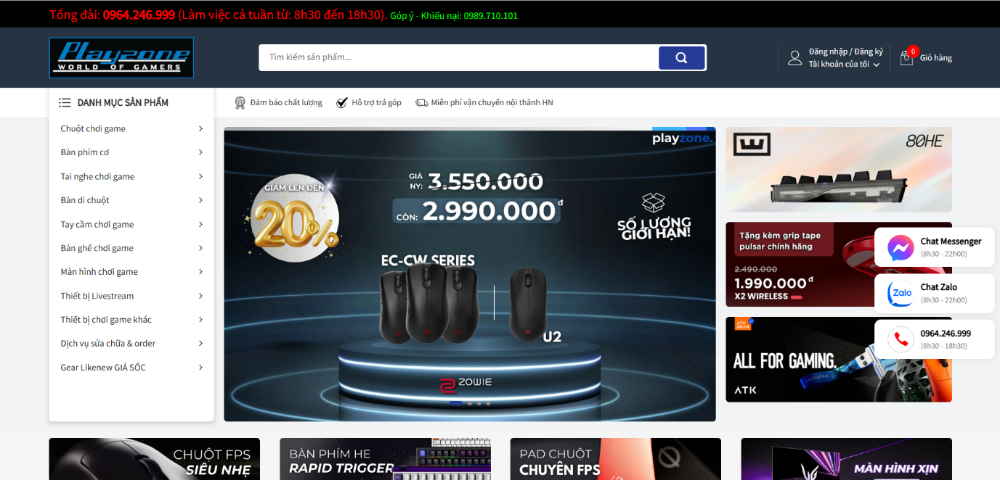 Tổng đài: 0964.246.999 (Làm việc cả tuần từ: 8h30 đến 18h30). Góp ý - Khiếu nại: 0989.710.101
Playzone
WORLD OF GAMERS
Tìm kiếm sản phẩm...
Đăng nhập / Đăng ký
Tài khoản của tôi
0
Giỏ hàng
DANH MỤC SẢN PHẨM
Đảm bảo chất lượng
Hỗ trợ trả góp
Miễn phí vận chuyển nội thành HN
Chuột chơi game
Bàn phím cơ
Tai nghe chơi game
Bàn di chuột
Tay cầm chơi game
Bàn ghế chơi game
Màn hình chơi game
Thiết bị Livestream
Thiết bị chơi game khác
Dịch vụ sửa chữa & order
Gear Likenew GIÁ SỐC
playzone.
GIẢM LÊN ĐẾN
20%
GIÁ NY: 3.550.000
CÒN: 2.990.000đ
SỐ LƯỢNG
GIỚI HẠN!
EC-CW SERIES
U2
ZOWIE
80HE
Tặng kèm grip tape
pulsar chính hãng
2.490.000
1.990.000đ
X2 WIRELESS
ATK
GEAR
ALL FOR GAMING.
LEVIATAN
ATK
Chat Messenger
(8h30 - 22h00)
Zalo
Chat Zalo
(8h30 - 22h00)
0964.246.999
(8h30 - 18h30)
CHUỘT FPS
SIÊU NHẸ
BÀN PHÍM HE
RAPID TRIGGER
PAD CHUỘT
CHUYÊN FPS
MÀN HÌNH XỊN